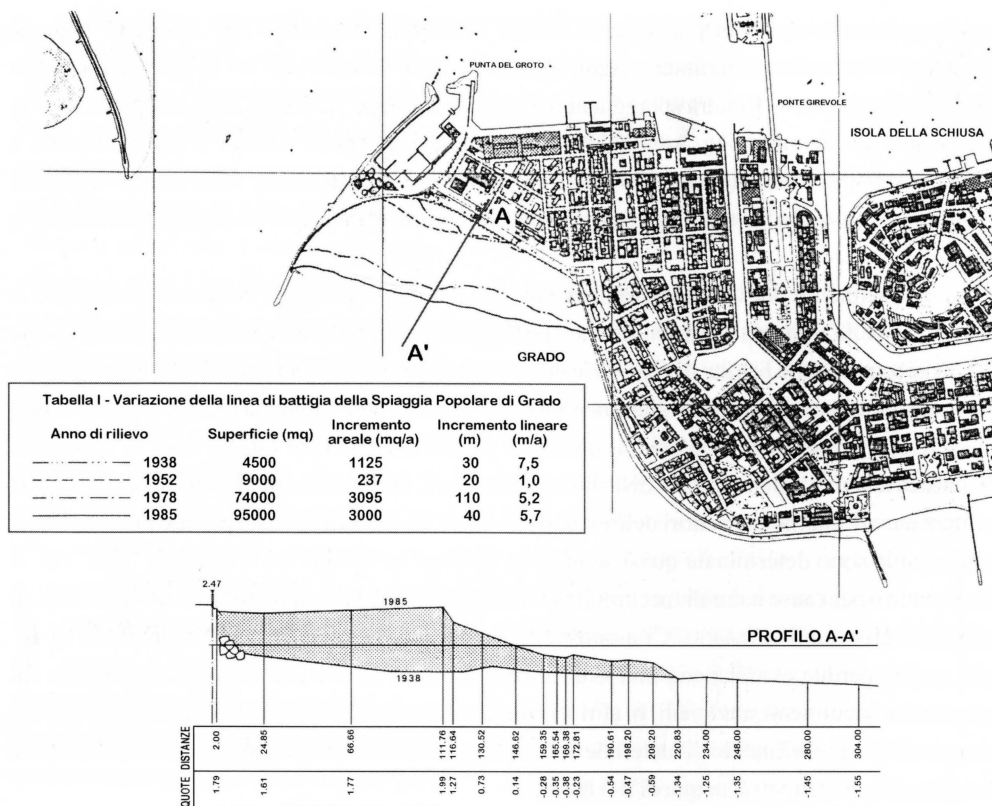 PUNTA DEL GROTO
PONTE GIREVOLE
ISOLA DELLA SCHIUSA
A
A'
GRADO
Tabella I - Variazione della linea di battigia della Spiaggia Popolare di Grado
Anno di rilievo Superficie (mq) Incremento areale (mq/a) Incremento lineare (m) (m/a)
1938 4500 1125 30 7,5
1952 9000 237 20 1,0
1978 74000 3095 110 5,2
1985 95000 3000 40 5,7
2.47
1985
PROFILO A-A'
1938
DISTANZE 2.00 24.85 66.66 111.76 116.64 130.52 146.62 159.35 165.54 169.38 172.81 190.61 198.20 209.20 220.83 234.00 248.00 280.00 304.00
QUOTE 1.79 1.61 1.77 1.99 1.27 0.73 0.14 -0.28 -0.35 -0.38 -0.23 -0.54 -0.47 -0.59 -1.34 -1.25 -1.35 -1.45 -1.55